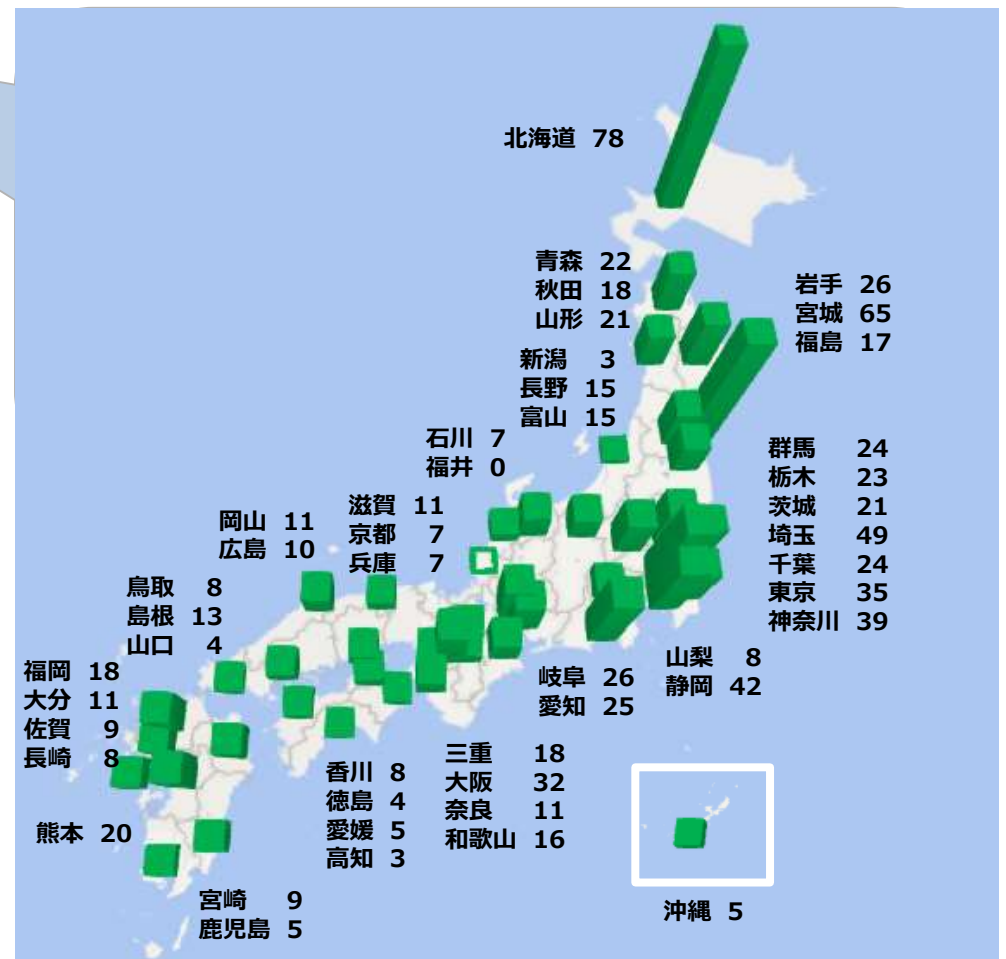 北海道 78
青森 22
秋田 18
山形 21
岩手 26
宮城 65
福島 17
新潟 3
長野 15
富山 15
石川 7
福井 0
群馬 24
栃木 23
茨城 21
埼玉 49
千葉 24
東京 35
神奈川 39
滋賀 11
京都 7
兵庫 7
岡山 11
広島 10
鳥取 8
島根 13
山口 4
福岡 18
大分 11
佐賀 9
長崎 8
山梨 8
静岡 42
岐阜 26
愛知 25
三重 18
大阪 32
奈良 11
和歌山 16
香川 8
徳島 4
愛媛 5
高知 3
熊本 20
宮崎 9
鹿児島 5
沖縄 5